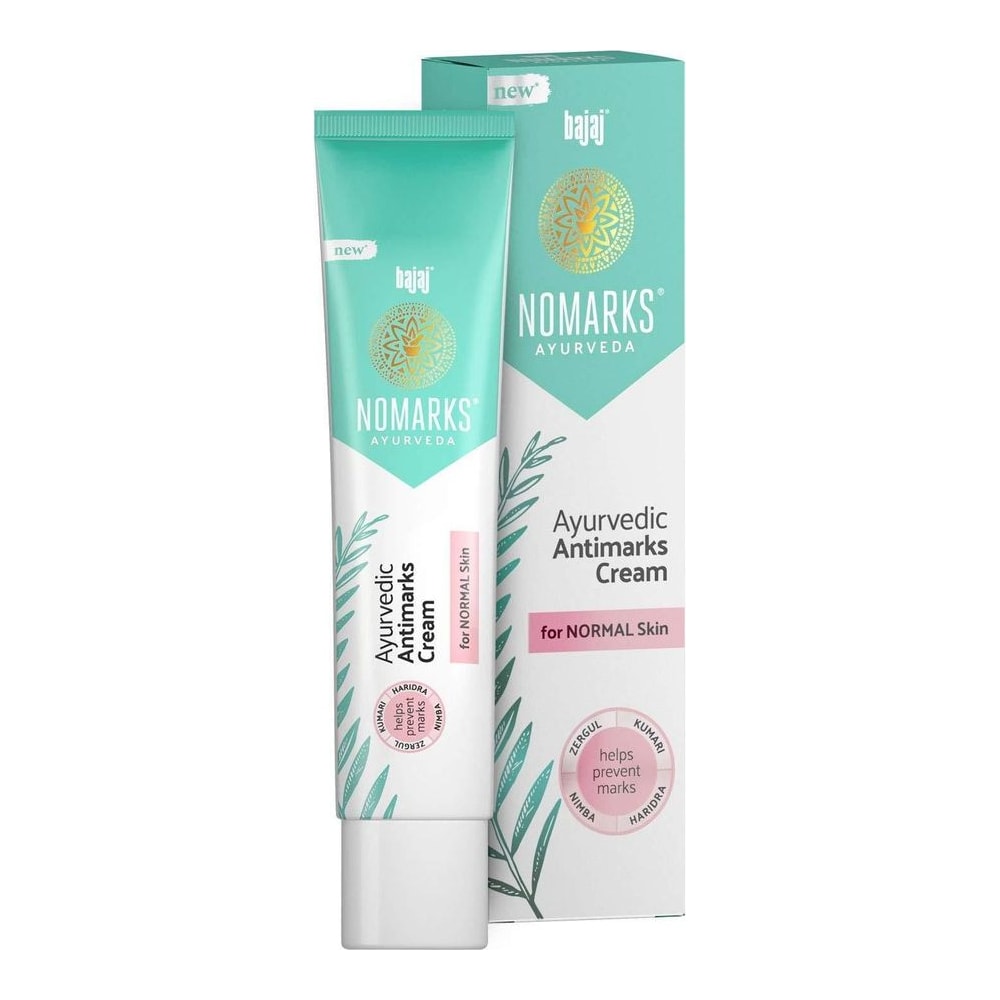 new*
bajaj®
NOMARKS®
AYURVEDA
Ayurvedic
Antimarks
Cream
for NORMAL Skin
KUMARI
HARIDRA
NIMBA
ZERGUL
helps
prevent
marks
NOMARKS
new*
bajaj®
NOMARKS®
AYURVEDA
Ayurvedic
Antimarks
Cream
for NORMAL Skin
ZERGUL
KUMARI
NIMBA
HARIDRA
helps
prevent
marks